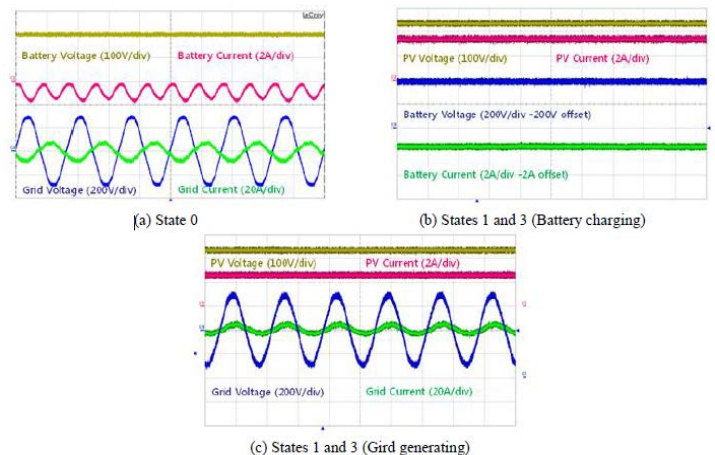 Battery Voltage (100V/div) Battery Current (2A/div)
Grid Voltage (200V/div) Grid Current (20A/div)
(a) State 0
PV Voltage (100V/div) PV Current (2A/div)
Battery Voltage (200V/div -200V offset)
Battery Current (2A/div -2A offset)
(b) States 1 and 3 (Battery charging)
PV Voltage (100V/div) PV Current (2A/div)
Grid Voltage (200V/div) Grid Current (20A/div)
(c) States 1 and 3 (Gird generating)